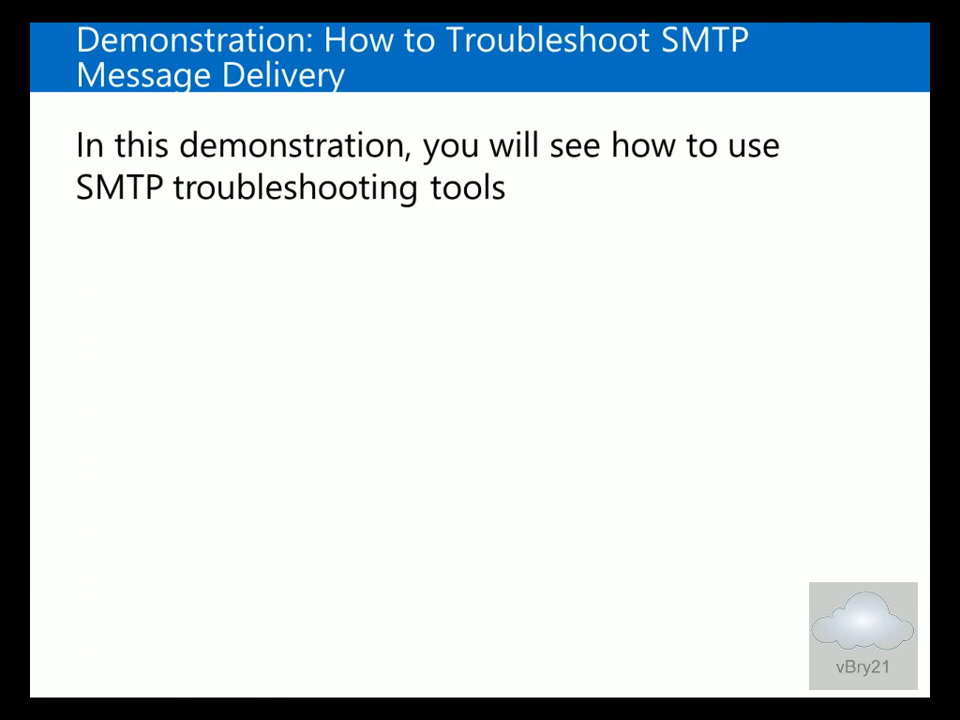 Demonstration: How to Troubleshoot SMTP
Message Delivery
In this demonstration, you will see how to use
SMTP troubleshooting tools
vBry21